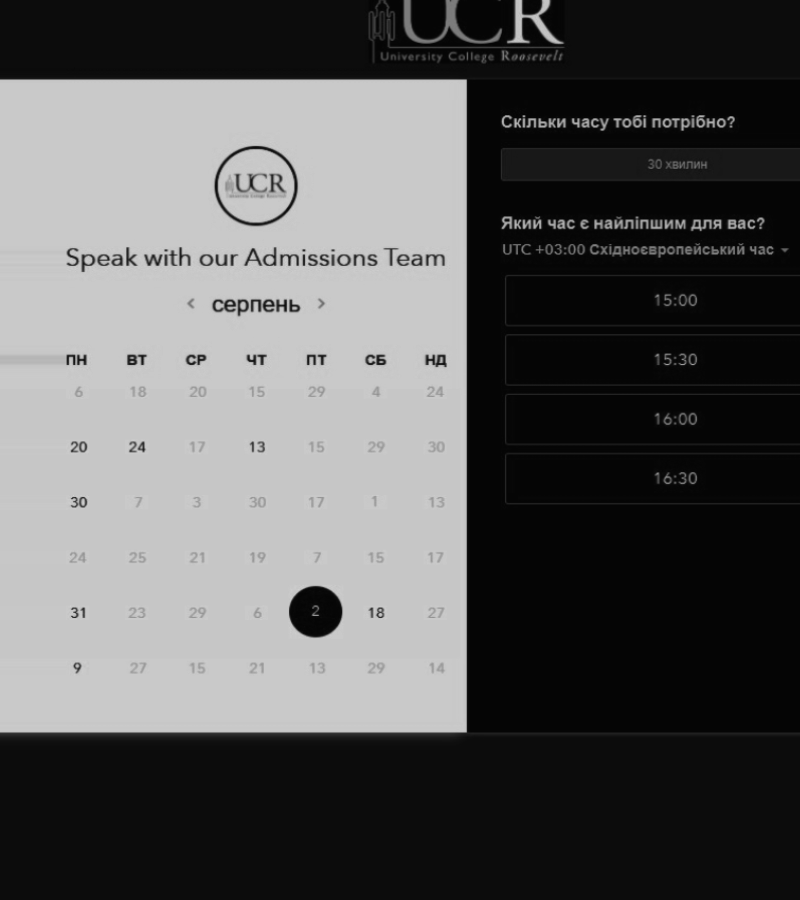 UCR
University College Roosevelt
UCR
Speak with our Admissions Team
< серпень >
ПН ВТ СР ЧТ ПТ СБ НД
6 18 20 15 29 4 24
20 24 17 13 15 29 30
30 7 3 30 17 1 13
24 25 21 19 7 15 17
31 23 29 6 2 18 27
9 27 15 21 13 29 14
Скільки часу тобі потрібно?
30 хвилин
Який час є найліпшим для вас?
UTC +03:00 Східноєвропейський час
15:00
15:30
16:00
16:30